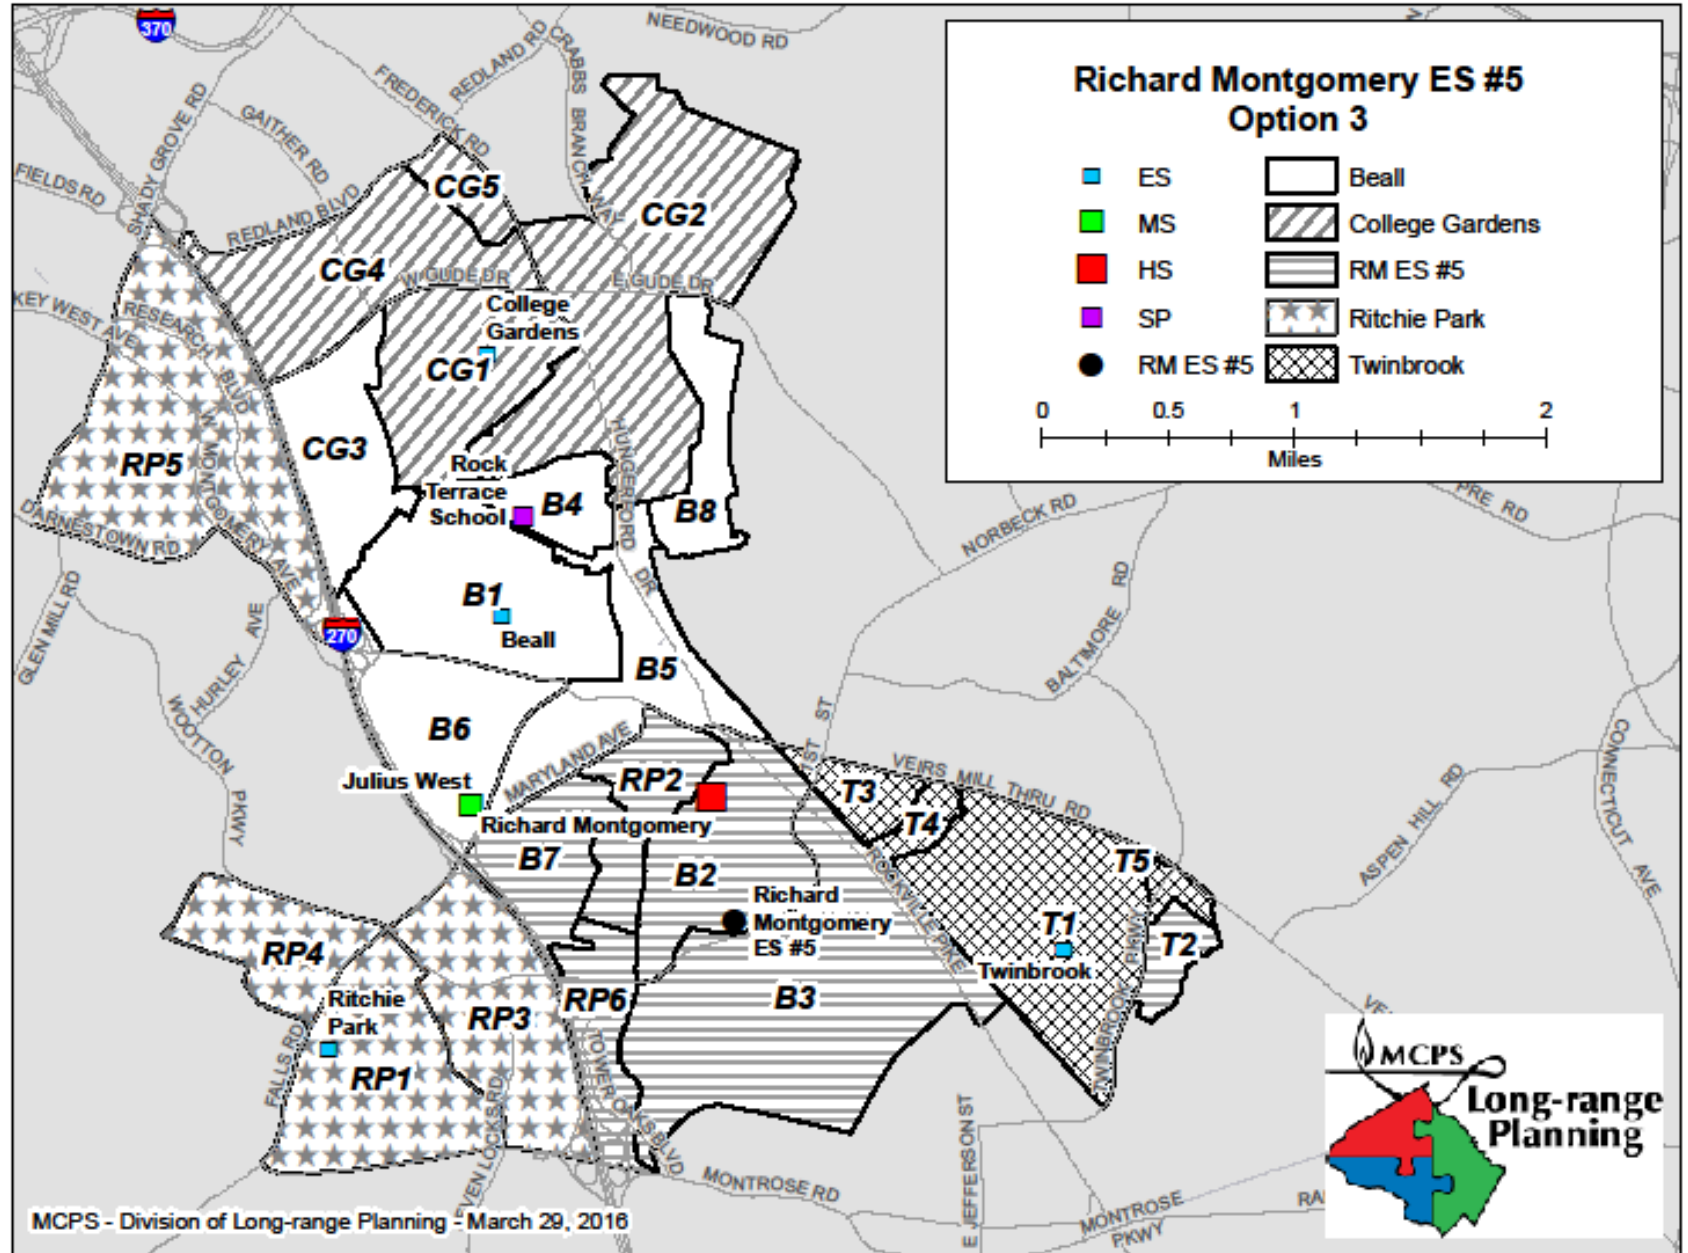 370
NEEDWOOD RD
REDLAND RD
CRABBS BRANCH WAY
FREDERICK RD
SHADY GROVE RD
GAITHER RD
FIELDS RD
REDLAND BLVD
Richard Montgomery ES #5
Option 3
ES
Beall
MS
College Gardens
HS
RM ES #5
SP
Ritchie Park
RM ES #5
Twinbrook
0
0.5
1
2
Miles
CG5
CG2
CG4
W GUDE DR
E GUDE DR
KEY WEST AVE
RESEARCH BLVD
College
Gardens
CG1
CG3
RP5
W MONTGOMERY AVE
HUNGERFORD DR
Rock
Terrace
School
B4
B8
DARNESTOWN RD
NORBECK RD
GLEN MILL RD
B1
Beall
270
HURLEY AVE
BALTIMORE RD
B5
B6
WOOTTON PKWY
1ST ST
MARYLAND AVE
VEIRS MILL THRU RD
CONNECTICUT AVE
ASPEN HILL RD
Julius West
RP2
T3
T4
Richard Montgomery
B7
B2
T5
Richard
Montgomery
ES #5
ROCKVILLE PIKE
T1
Twinbrook
T2
TWINBROOK PKWY
RP4
Ritchie
Park
RP3
RP6
B3
FALLS RD
RP1
TOWER OAKS BLVD
MONTROSE RD
E JEFFERSON ST
MONTROSE
PKWY
MCPS
Long-range
Planning
MCPS - Division of Long-range Planning - March 29, 2016